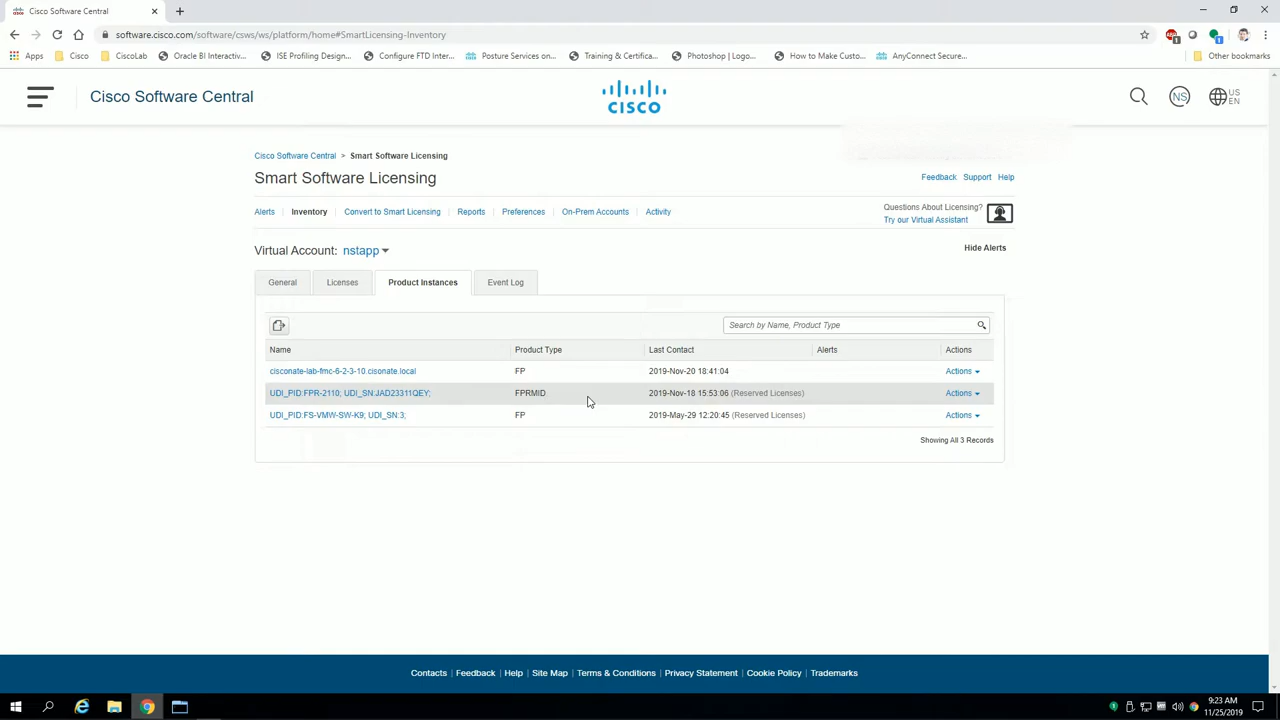 Cisco Software Central
software.cisco.com/software/csws/ws/platform/home#SmartLicensing-Inventory
Apps Cisco CiscoLab Oracle BI Interactiv... ISE Profiling Design... Configure FTD Inter... Posture Services on... Training & Certifica... Photoshop | Logo... How to Make Custo... AnyConnect Secure... Other bookmarks
Cisco Software Central
CISCO
NS
US
EN
Cisco Software Central > Smart Software Licensing
Smart Software Licensing
Feedback Support Help
Alerts Inventory Convert to Smart Licensing Reports Preferences On-Prem Accounts Activity
Questions About Licensing?
Try our Virtual Assistant
Virtual Account: nstapp
Hide Alerts
General Licenses Product Instances Event Log
Search by Name, Product Type
Name Product Type Last Contact Alerts Actions
cisconate-lab-fmc-6-2-3-10.cisonate.local FP 2019-Nov-20 18:41:04 Actions
UDI_PID:FPR-2110; UDI_SN:JAD23311QEY; FPRMID 2019-Nov-18 15:53:06 (Reserved Licenses) Actions
UDI_PID:FS-VMW-SW-K9; UDI_SN:3; FP 2019-May-29 12:20:45 (Reserved Licenses) Actions
Showing All 3 Records
Contacts | Feedback | Help | Site Map | Terms & Conditions | Privacy Statement | Cookie Policy | Trademarks
9:23 AM
11/25/2019